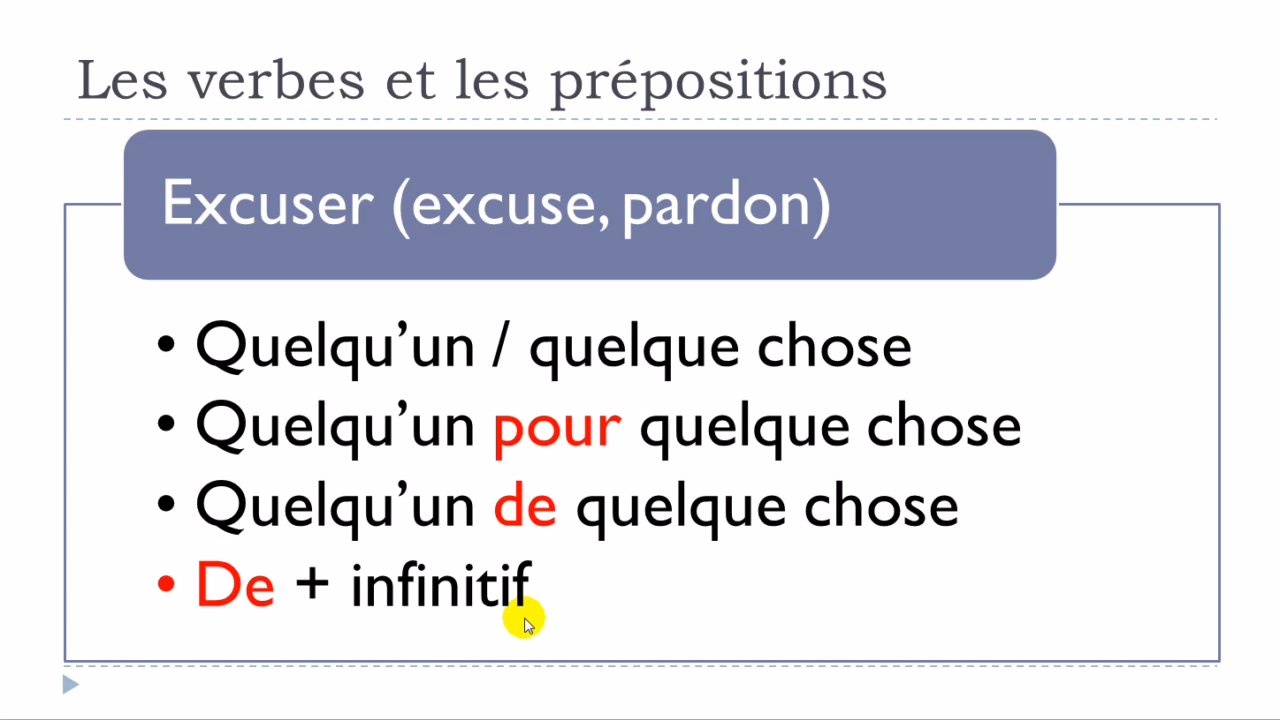 Les verbes et les prépositions
Excuser (excuse, pardon)
• Quelqu’un / quelque chose
• Quelqu’un pour quelque chose
• Quelqu’un de quelque chose
• De + infinitif